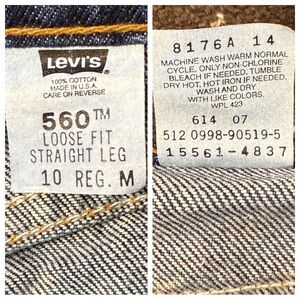 Levi's
100% COTTON
MADE IN U.S.A.
CARE ON REVERSE
560™
LOOSE FIT
STRAIGHT LEG
10 REG. M
8176A 14
MACHINE WASH WARM NORMAL
CYCLE. ONLY NON-CHLORINE
BLEACH IF NEEDED. TUMBLE
DRY HOT, HOT IRON IF NEEDED.
WASH AND DRY
WITH LIKE COLORS.
WPL 423
614 07
512 0998-90519-5
15561-4837